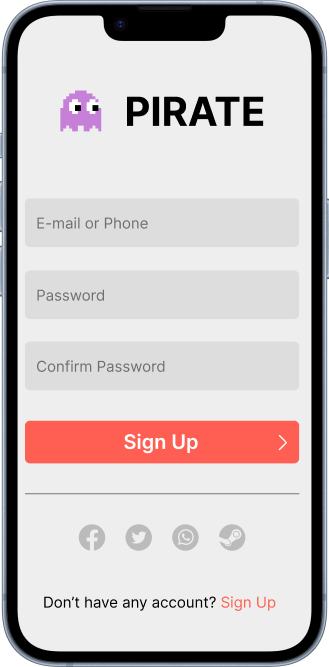 PIRATE
E-mail or Phone
Password
Confirm Password
Sign Up
Don’t have any account? Sign Up